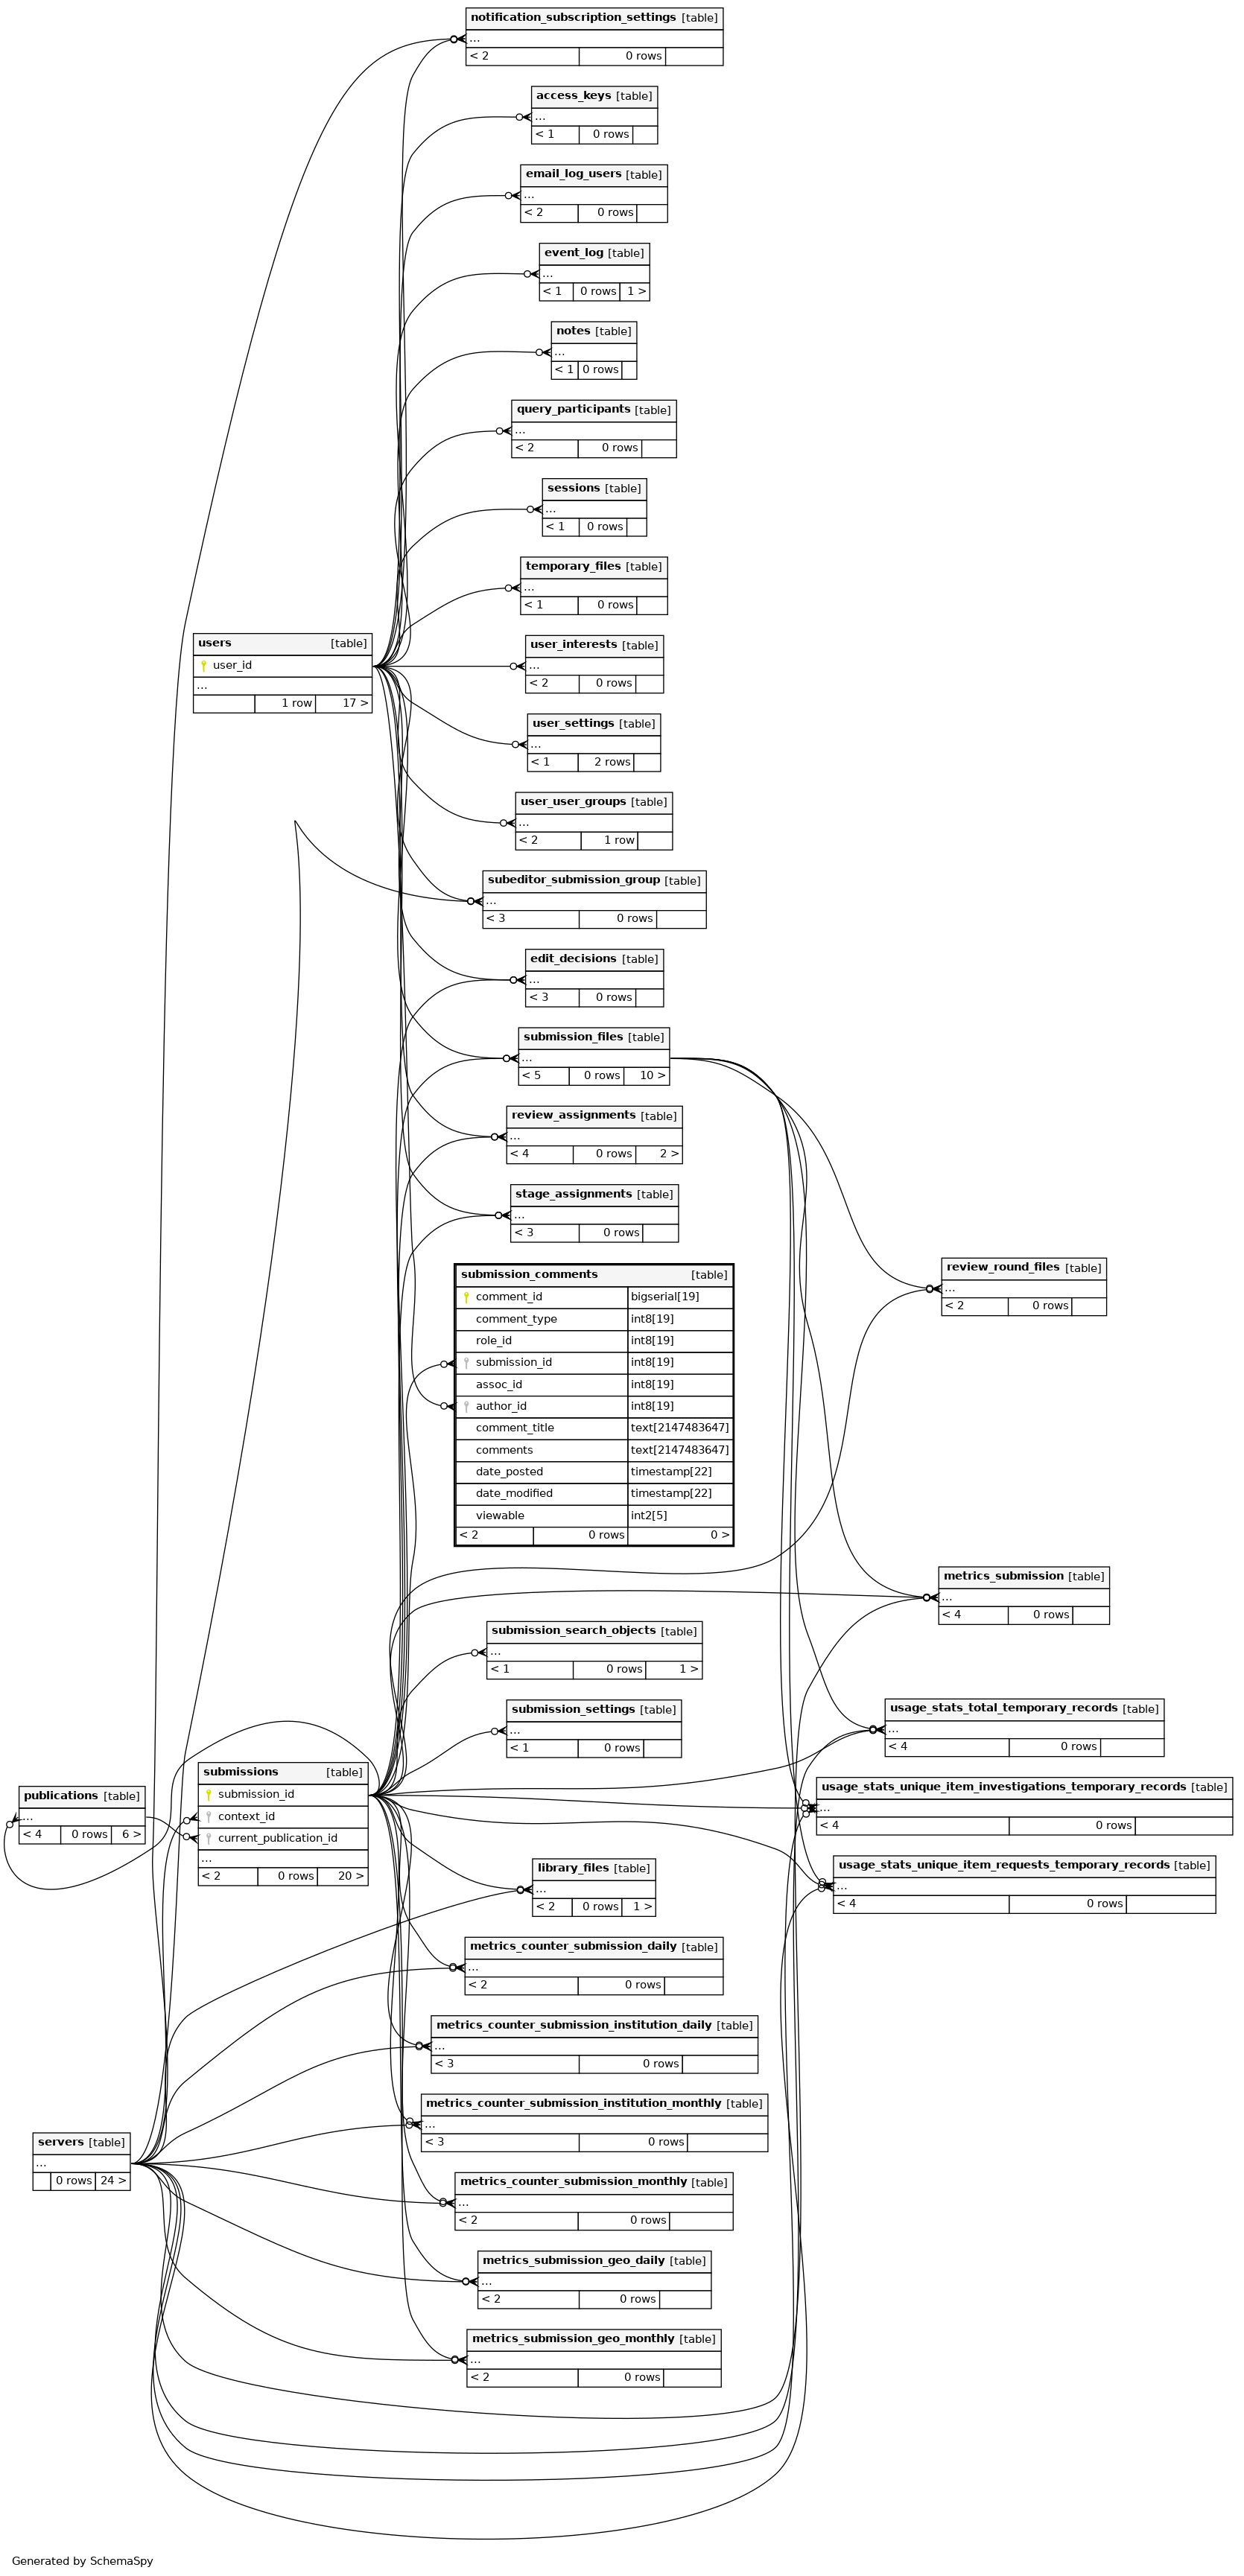 notification_subscription_settings [table]
...
< 2 0 rows
access_keys [table]
...
< 1 0 rows
email_log_users [table]
...
< 2 0 rows
event_log [table]
...
< 1 0 rows 1 >
notes [table]
...
< 1 0 rows
query_participants [table]
...
< 2 0 rows
sessions [table]
...
< 1 0 rows
temporary_files [table]
...
< 1 0 rows
users [table]
user_id
...
1 row 17 >
user_interests [table]
...
< 2 0 rows
user_settings [table]
...
< 1 2 rows
user_user_groups [table]
...
< 2 1 row
subeditor_submission_group [table]
...
< 3 0 rows
edit_decisions [table]
...
< 3 0 rows
submission_files [table]
...
< 5 0 rows 10 >
review_assignments [table]
...
< 4 0 rows 2 >
stage_assignments [table]
...
< 3 0 rows
submission_comments [table]
comment_id bigserial[19]
comment_type int8[19]
role_id int8[19]
submission_id int8[19]
assoc_id int8[19]
author_id int8[19]
comment_title text[2147483647]
comments text[2147483647]
date_posted timestamp[22]
date_modified timestamp[22]
viewable int2[5]
< 2 0 rows 0 >
review_round_files [table]
...
< 2 0 rows
metrics_submission [table]
...
< 4 0 rows
submission_search_objects [table]
...
< 1 0 rows 1 >
submission_settings [table]
...
< 1 0 rows
usage_stats_total_temporary_records [table]
...
< 4 0 rows
usage_stats_unique_item_investigations_temporary_records [table]
...
< 4 0 rows
usage_stats_unique_item_requests_temporary_records [table]
...
< 4 0 rows
submissions [table]
submission_id
context_id
current_publication_id
...
< 2 0 rows 20 >
publications [table]
...
< 4 0 rows 6 >
library_files [table]
...
< 2 0 rows 1 >
metrics_counter_submission_daily [table]
...
< 2 0 rows
metrics_counter_submission_institution_daily [table]
...
< 3 0 rows
metrics_counter_submission_institution_monthly [table]
...
< 3 0 rows
servers [table]
...
0 rows 24 >
metrics_counter_submission_monthly [table]
...
< 2 0 rows
metrics_submission_geo_daily [table]
...
< 2 0 rows
metrics_submission_geo_monthly [table]
...
< 2 0 rows
Generated by SchemaSpy